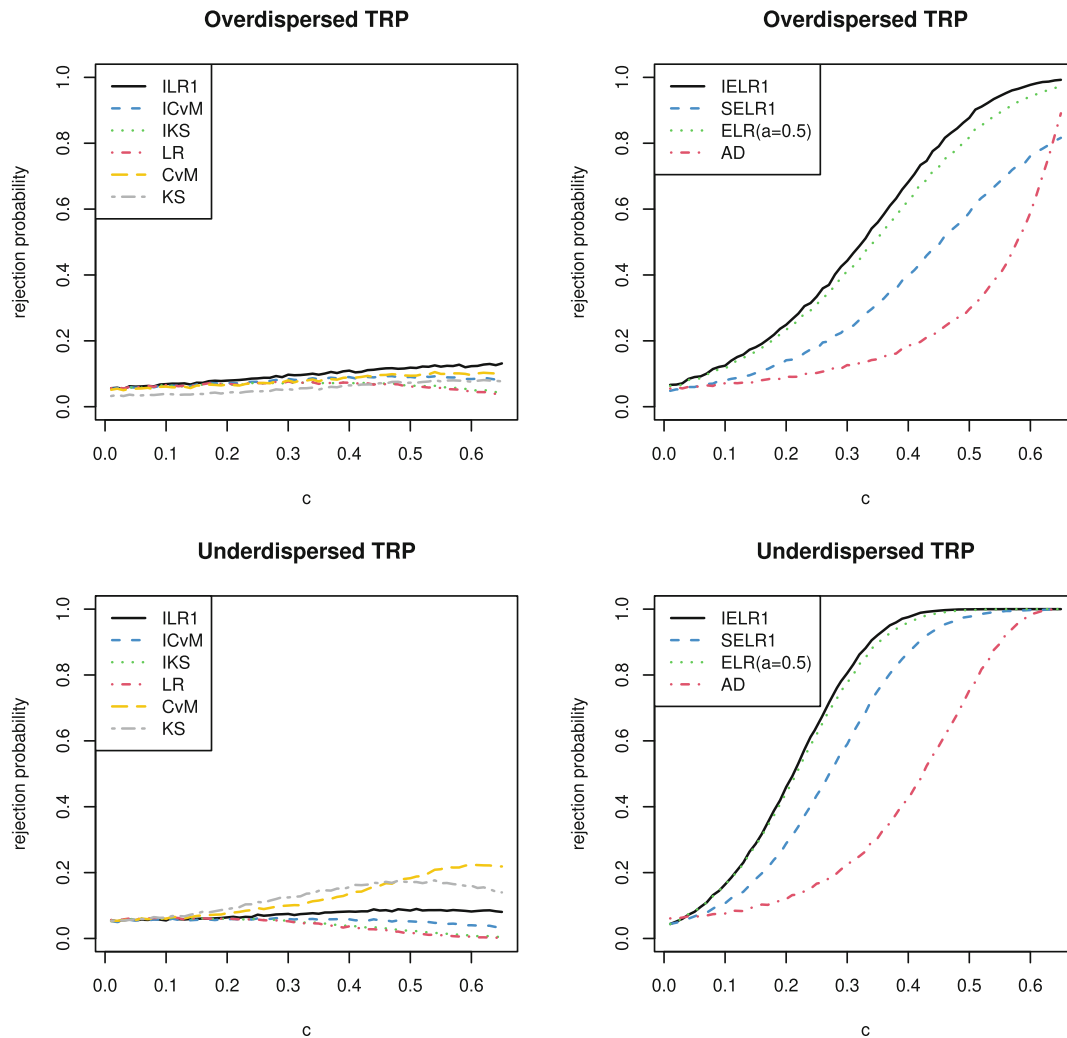 Overdispersed TRP
rejection probability
0.0 0.2 0.4 0.6 0.8 1.0
ILR1
ICvM
IKS
LR
CvM
KS
0.0 0.1 0.2 0.3 0.4 0.5 0.6
c
Overdispersed TRP
rejection probability
0.0 0.2 0.4 0.6 0.8 1.0
IELR1
SELR1
ELR(a=0.5)
AD
0.0 0.1 0.2 0.3 0.4 0.5 0.6
c
Underdispersed TRP
rejection probability
0.0 0.2 0.4 0.6 0.8 1.0
ILR1
ICvM
IKS
LR
CvM
KS
0.0 0.1 0.2 0.3 0.4 0.5 0.6
c
Underdispersed TRP
rejection probability
0.0 0.2 0.4 0.6 0.8 1.0
IELR1
SELR1
ELR(a=0.5)
AD
0.0 0.1 0.2 0.3 0.4 0.5 0.6
c